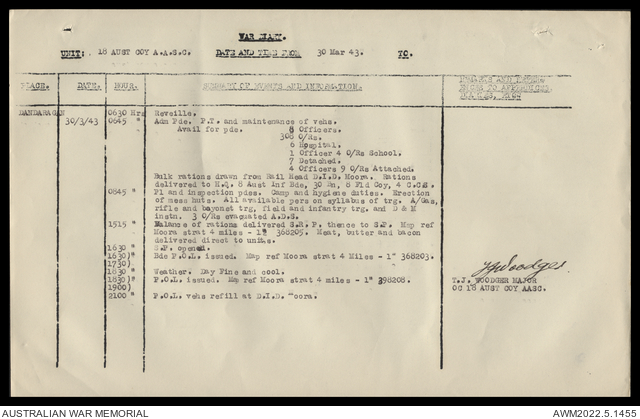 WAR DIARY.
UNIT: 18 AUST COY A.A.S.C. DATE AND TIME FROM 30 Mar 43. TO.
PLACE. DATE. HOUR. SUMMARY OF EVENTS AND INFORMATION.
DANDARAGAN 0630 Hrs Reveille.
30/3/43 0645 " Adm Pde. P.T. and maintenance of vehs.
Avail for pde. 8 Officers.
308 O/Rs.
6 Hospital.
1 Officer 4 O/Rs School.
7 Detached.
4 Officers 9 O/Rs Attached.
Bulk rations drawn from Rail Head D.I.D. Moora. Rations
delivered to H.Q. 8 Aust Inf Bde, 30 Bn, 8 Fld Coy, 4 C.C.S.
0845 " Pl and inspection pdes. Camp and hygiene duties. Erection
of mess huts. All available pers on syllabus of trg. A/Gas,
rifle and bayonet trg, field and infantry trg. and D & M
instn. 3 O/Rs evacuated A.D.S.
1515 " Balance of rations delivered S.R.P. thence to S.P. Map ref
Moora strat 4 miles - 1" 368205. Meat, butter and bacon
delivered direct to units.
1630 " S.P. opened.
1630)" Bde P.O.L. issued. Map ref Moora strat 4 Miles - 1" 368203.
1730)
1830 " Weather. Day Fine and cool.
1830)" P.O.L. issued. Map ref Moora strat 4 miles - 1" 398208.
1900)
2100 " P.O.L. vehs refill at D.I.D. Moora.
T.J. WOODGER MAJOR
OC 18 AUST COY AASC.
AUSTRALIAN WAR MEMORIAL AWM2022.5.1455